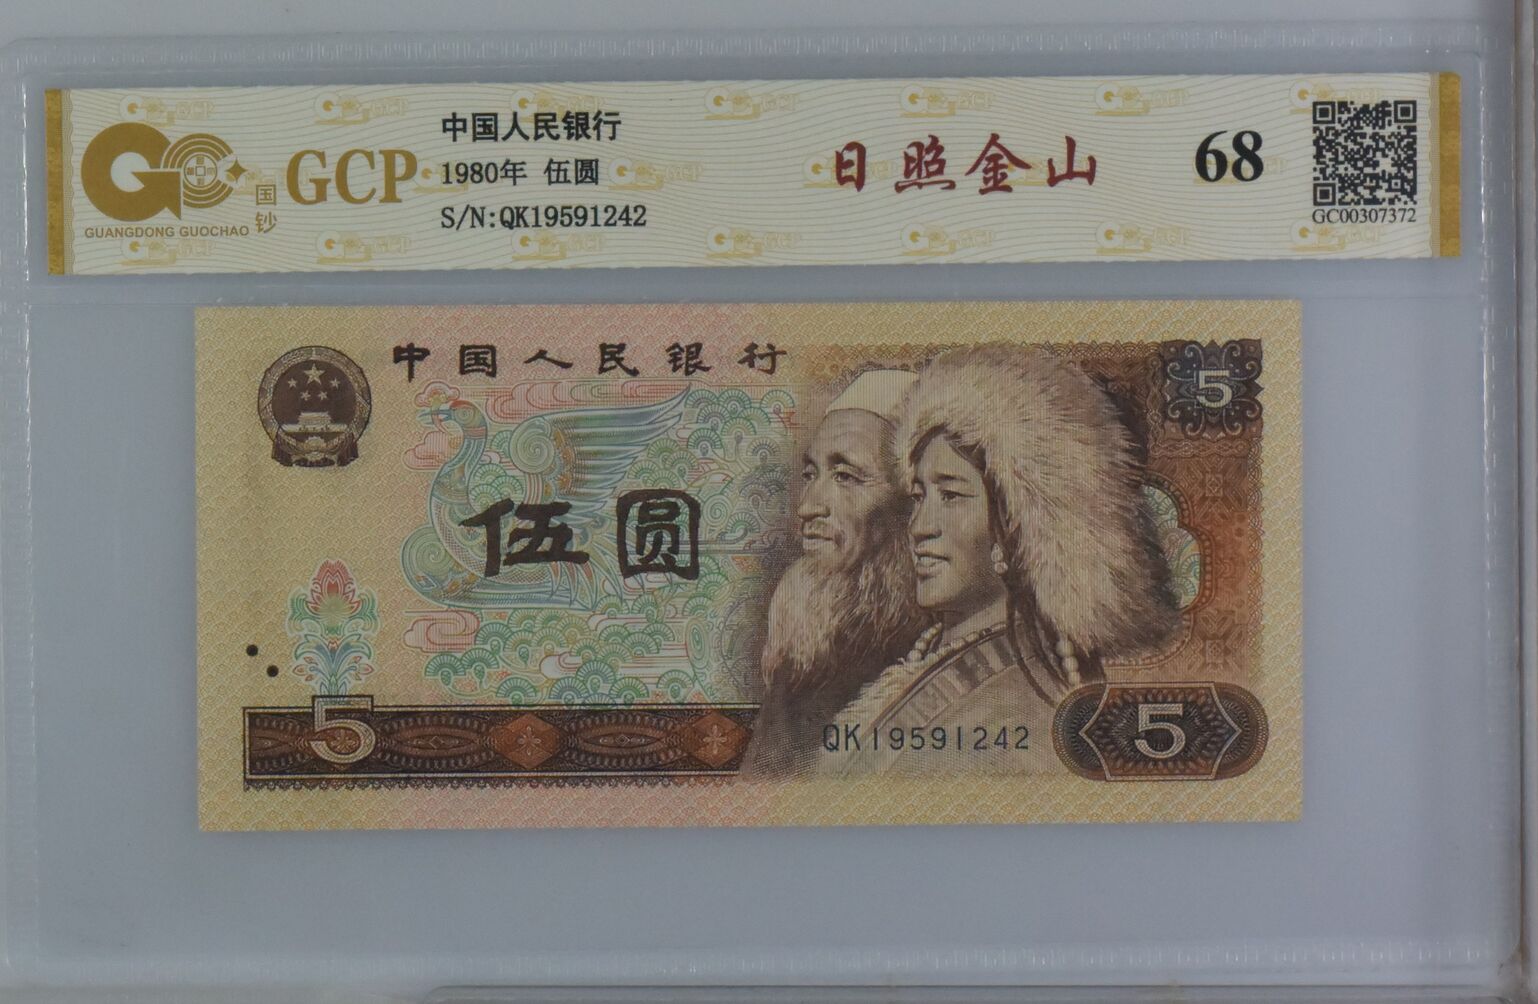 GCP
国钞
GUANGDONG GUOCHAO
中国人民银行
1980年 伍圆
S/N:QK19591242
日照金山
68
GC00307372
中国人民银行
5
伍圆
5
QK19591242
5